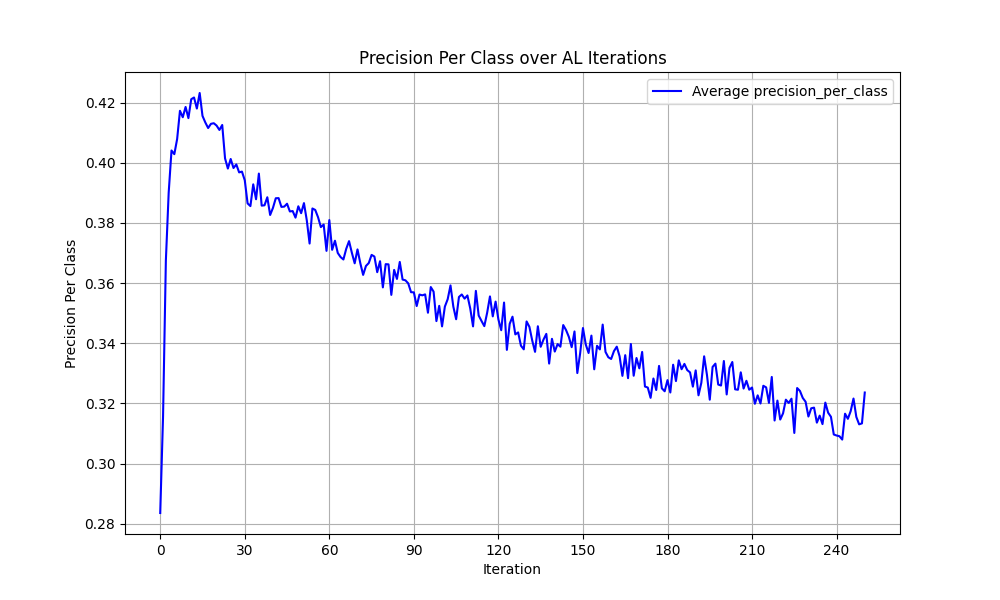 Precision Per Class over AL Iterations
Average precision_per_class
Precision Per Class
0.42
0.40
0.38
0.36
0.34
0.32
0.30
0.28
0 30 60 90 120 150 180 210 240
Iteration